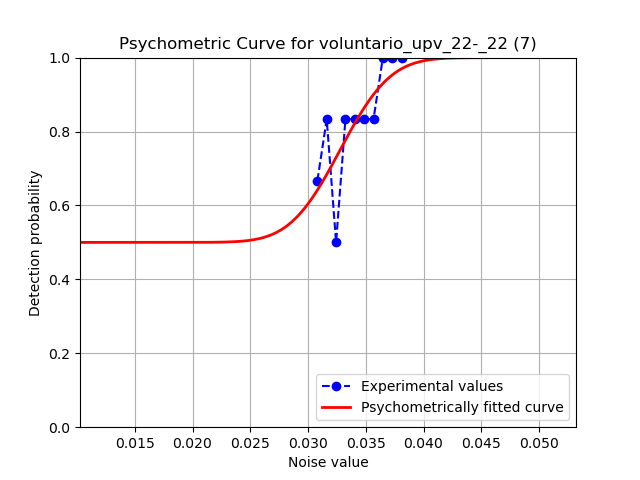 Psychometric Curve for voluntario_upv_22-_22 (7)
1.0
0.8
0.6
0.4
0.2
0.0
Detection probability
0.015 0.020 0.025 0.030 0.035 0.040 0.045 0.050
Noise value
Experimental values
Psychometrically fitted curve